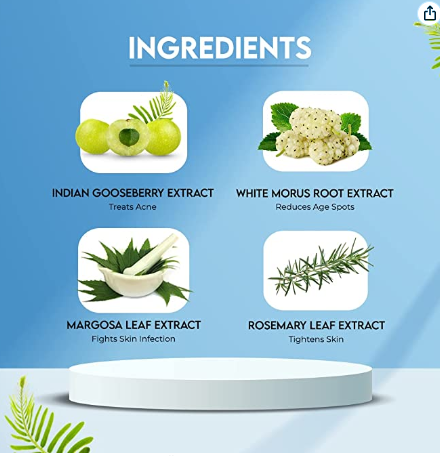 INGREDIENTS
INDIAN GOOSEBERRY EXTRACT
Treats Acne
WHITE MORUS ROOT EXTRACT
Reduces Age Spots
MARGOSA LEAF EXTRACT
Fights Skin Infection
ROSEMARY LEAF EXTRACT
Tightens Skin